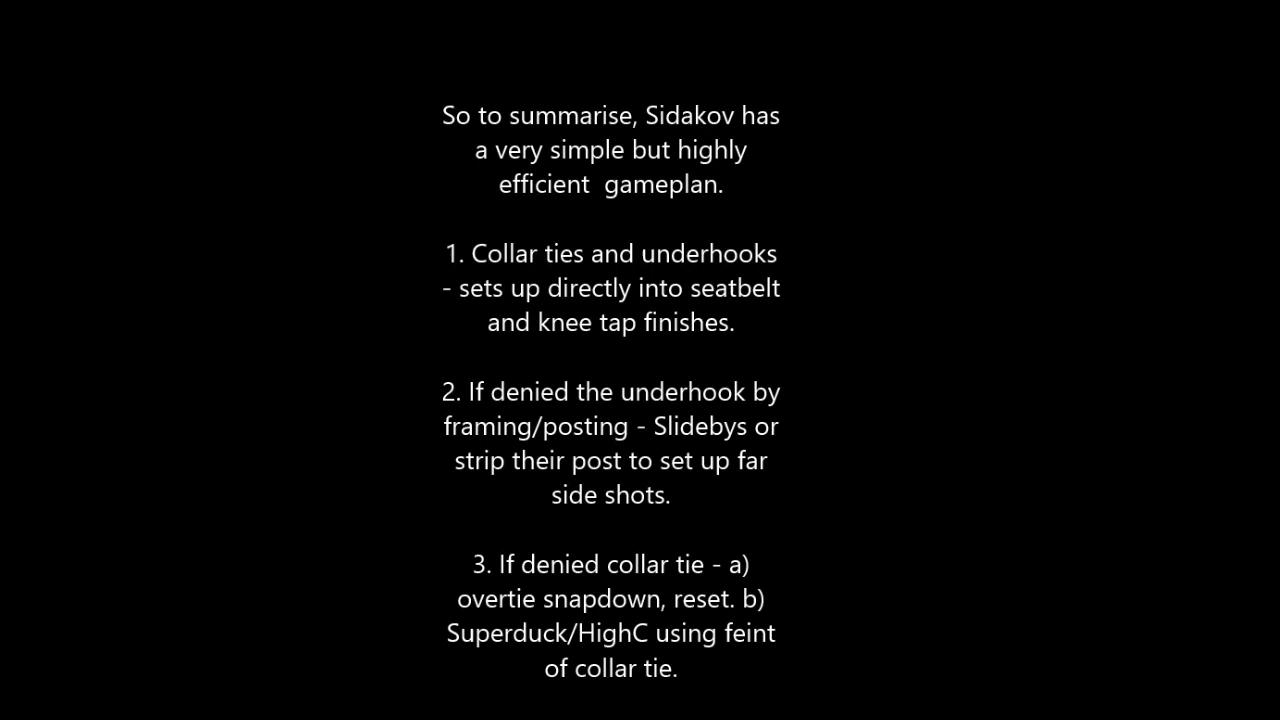 So to summarise, Sidakov has
a very simple but highly
efficient  gameplan.
1. Collar ties and underhooks
- sets up directly into seatbelt
and knee tap finishes.
2. If denied the underhook by
framing/posting - Slidebys or
strip their post to set up far
side shots.
3. If denied collar tie - a)
overtie snapdown, reset. b)
Superduck/HighC using feint
of collar tie.